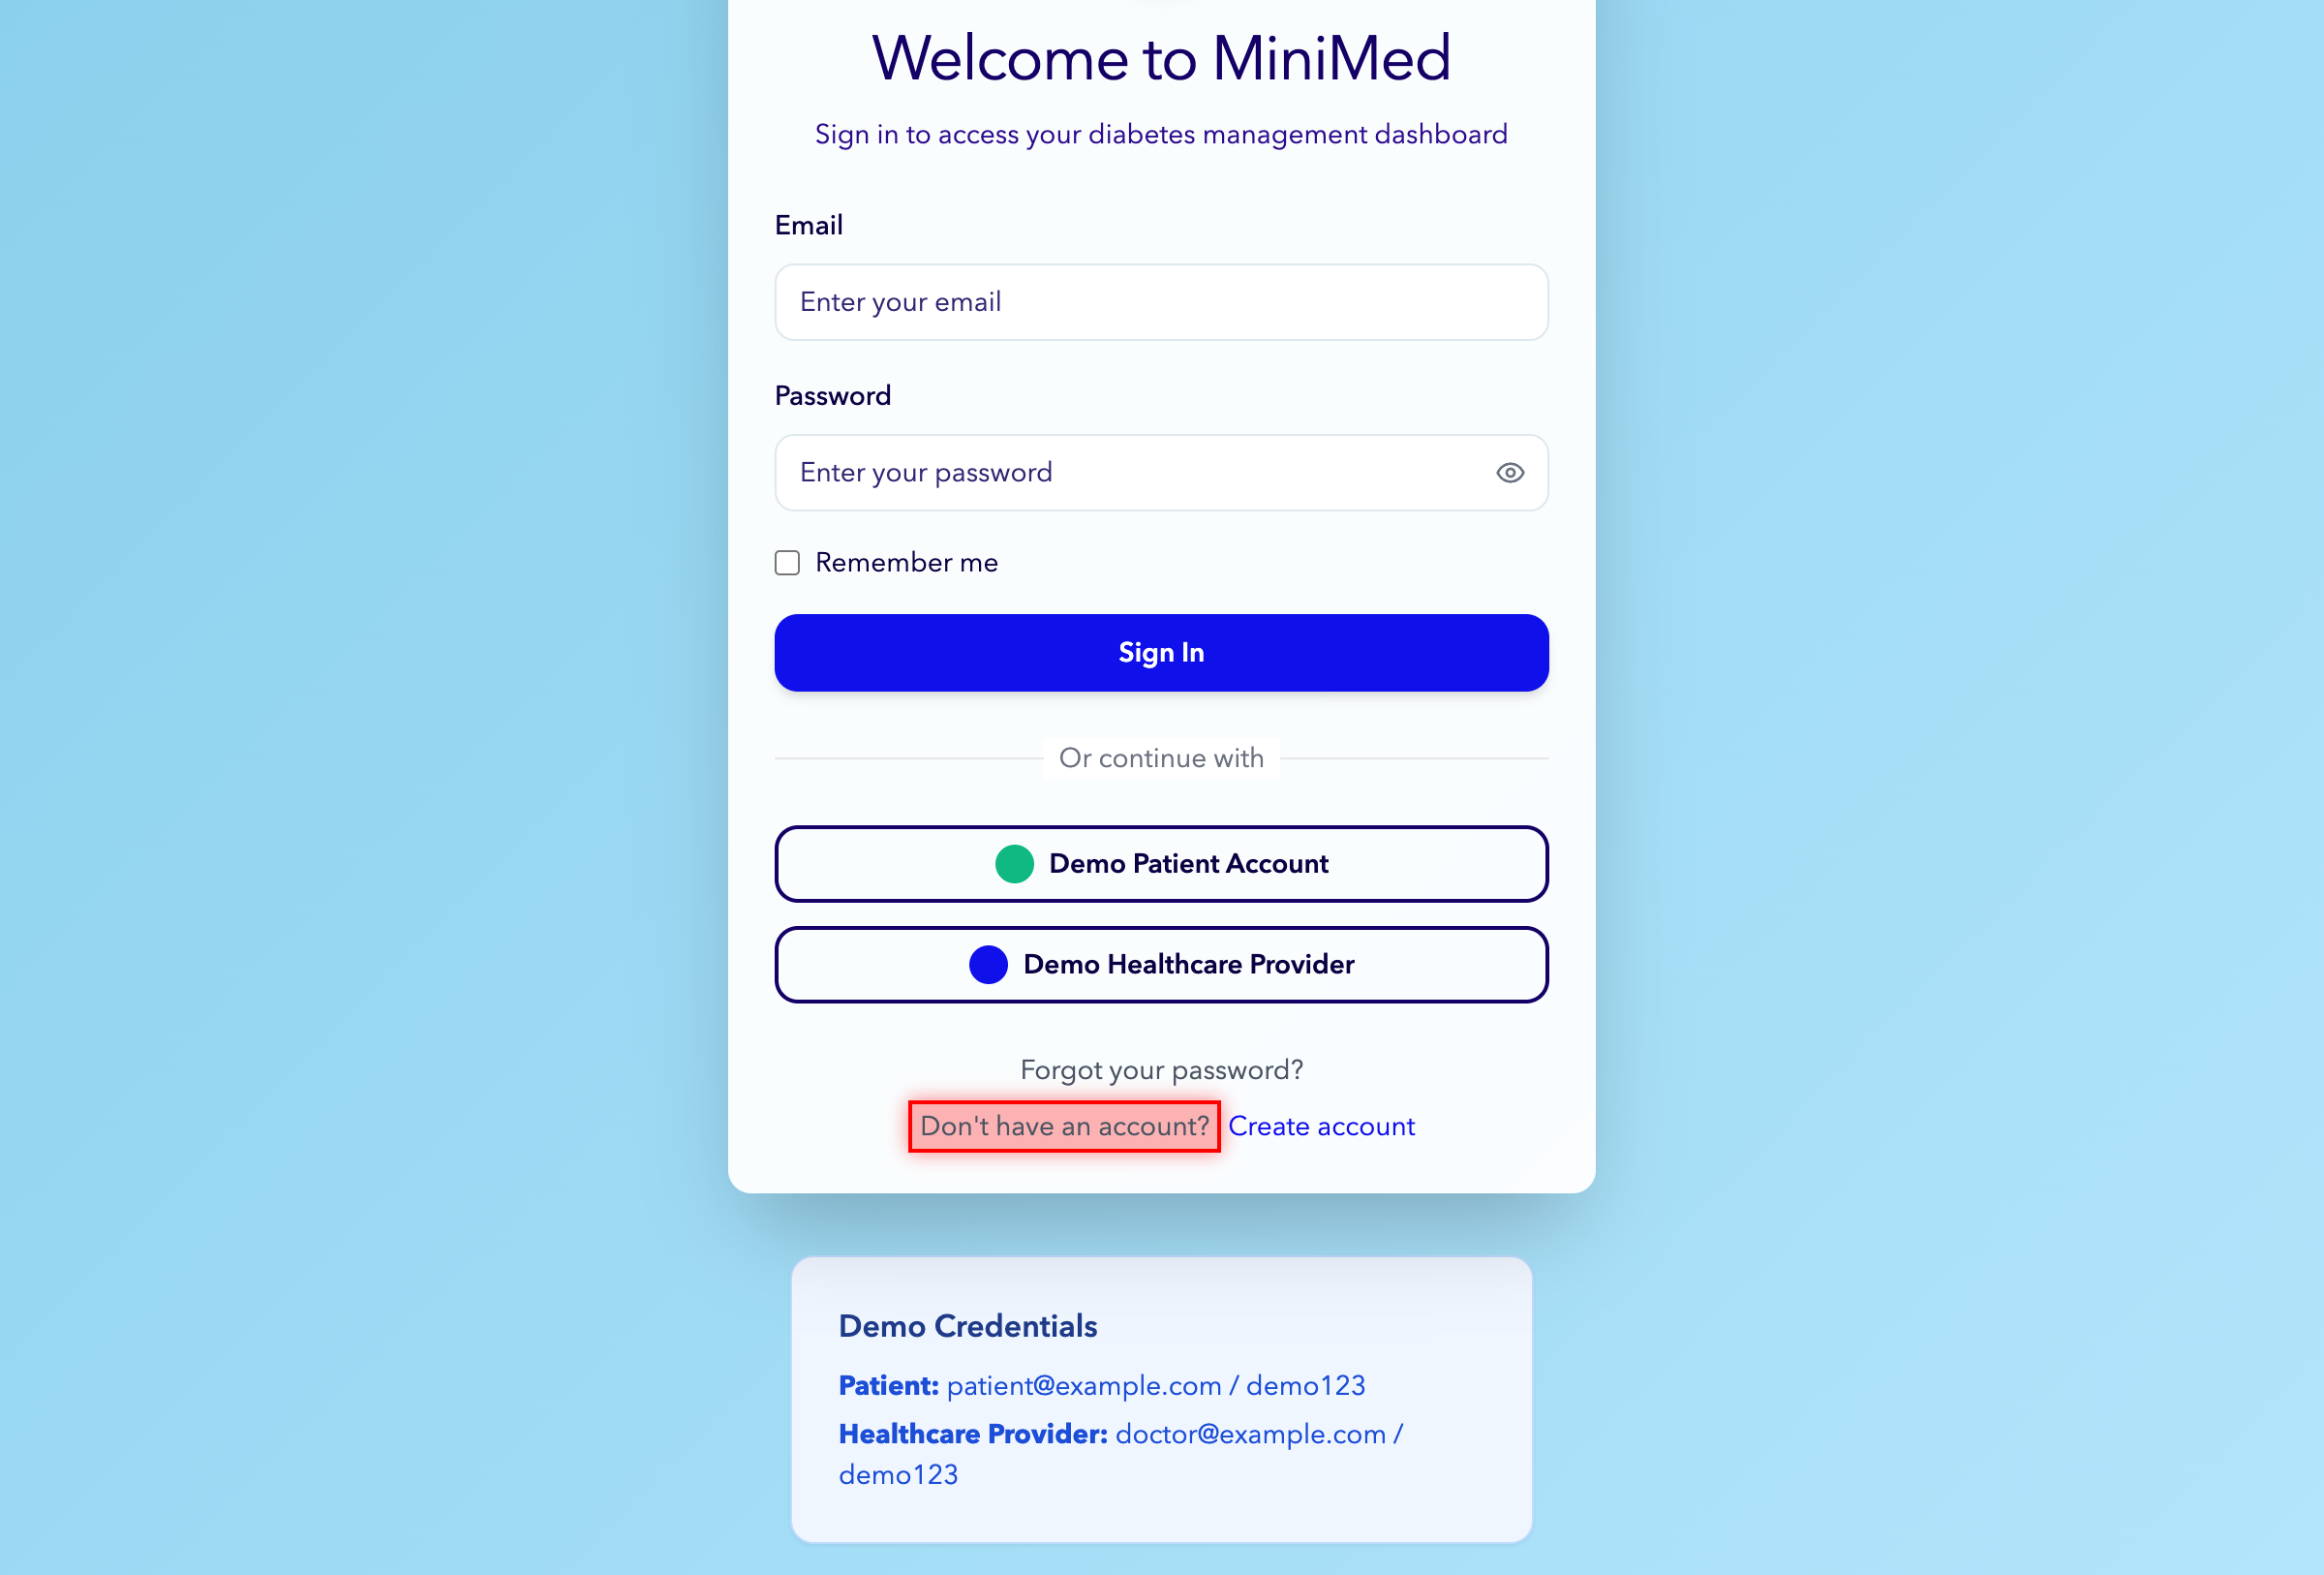 Welcome to MiniMed
Sign in to access your diabetes management dashboard
Email
Enter your email
Password
Enter your password
Remember me
Sign In
Or continue with
Demo Patient Account
Demo Healthcare Provider
Forgot your password?
Don't have an account? Create account
Demo Credentials
Patient: patient@example.com / demo123
Healthcare Provider: doctor@example.com /
demo123